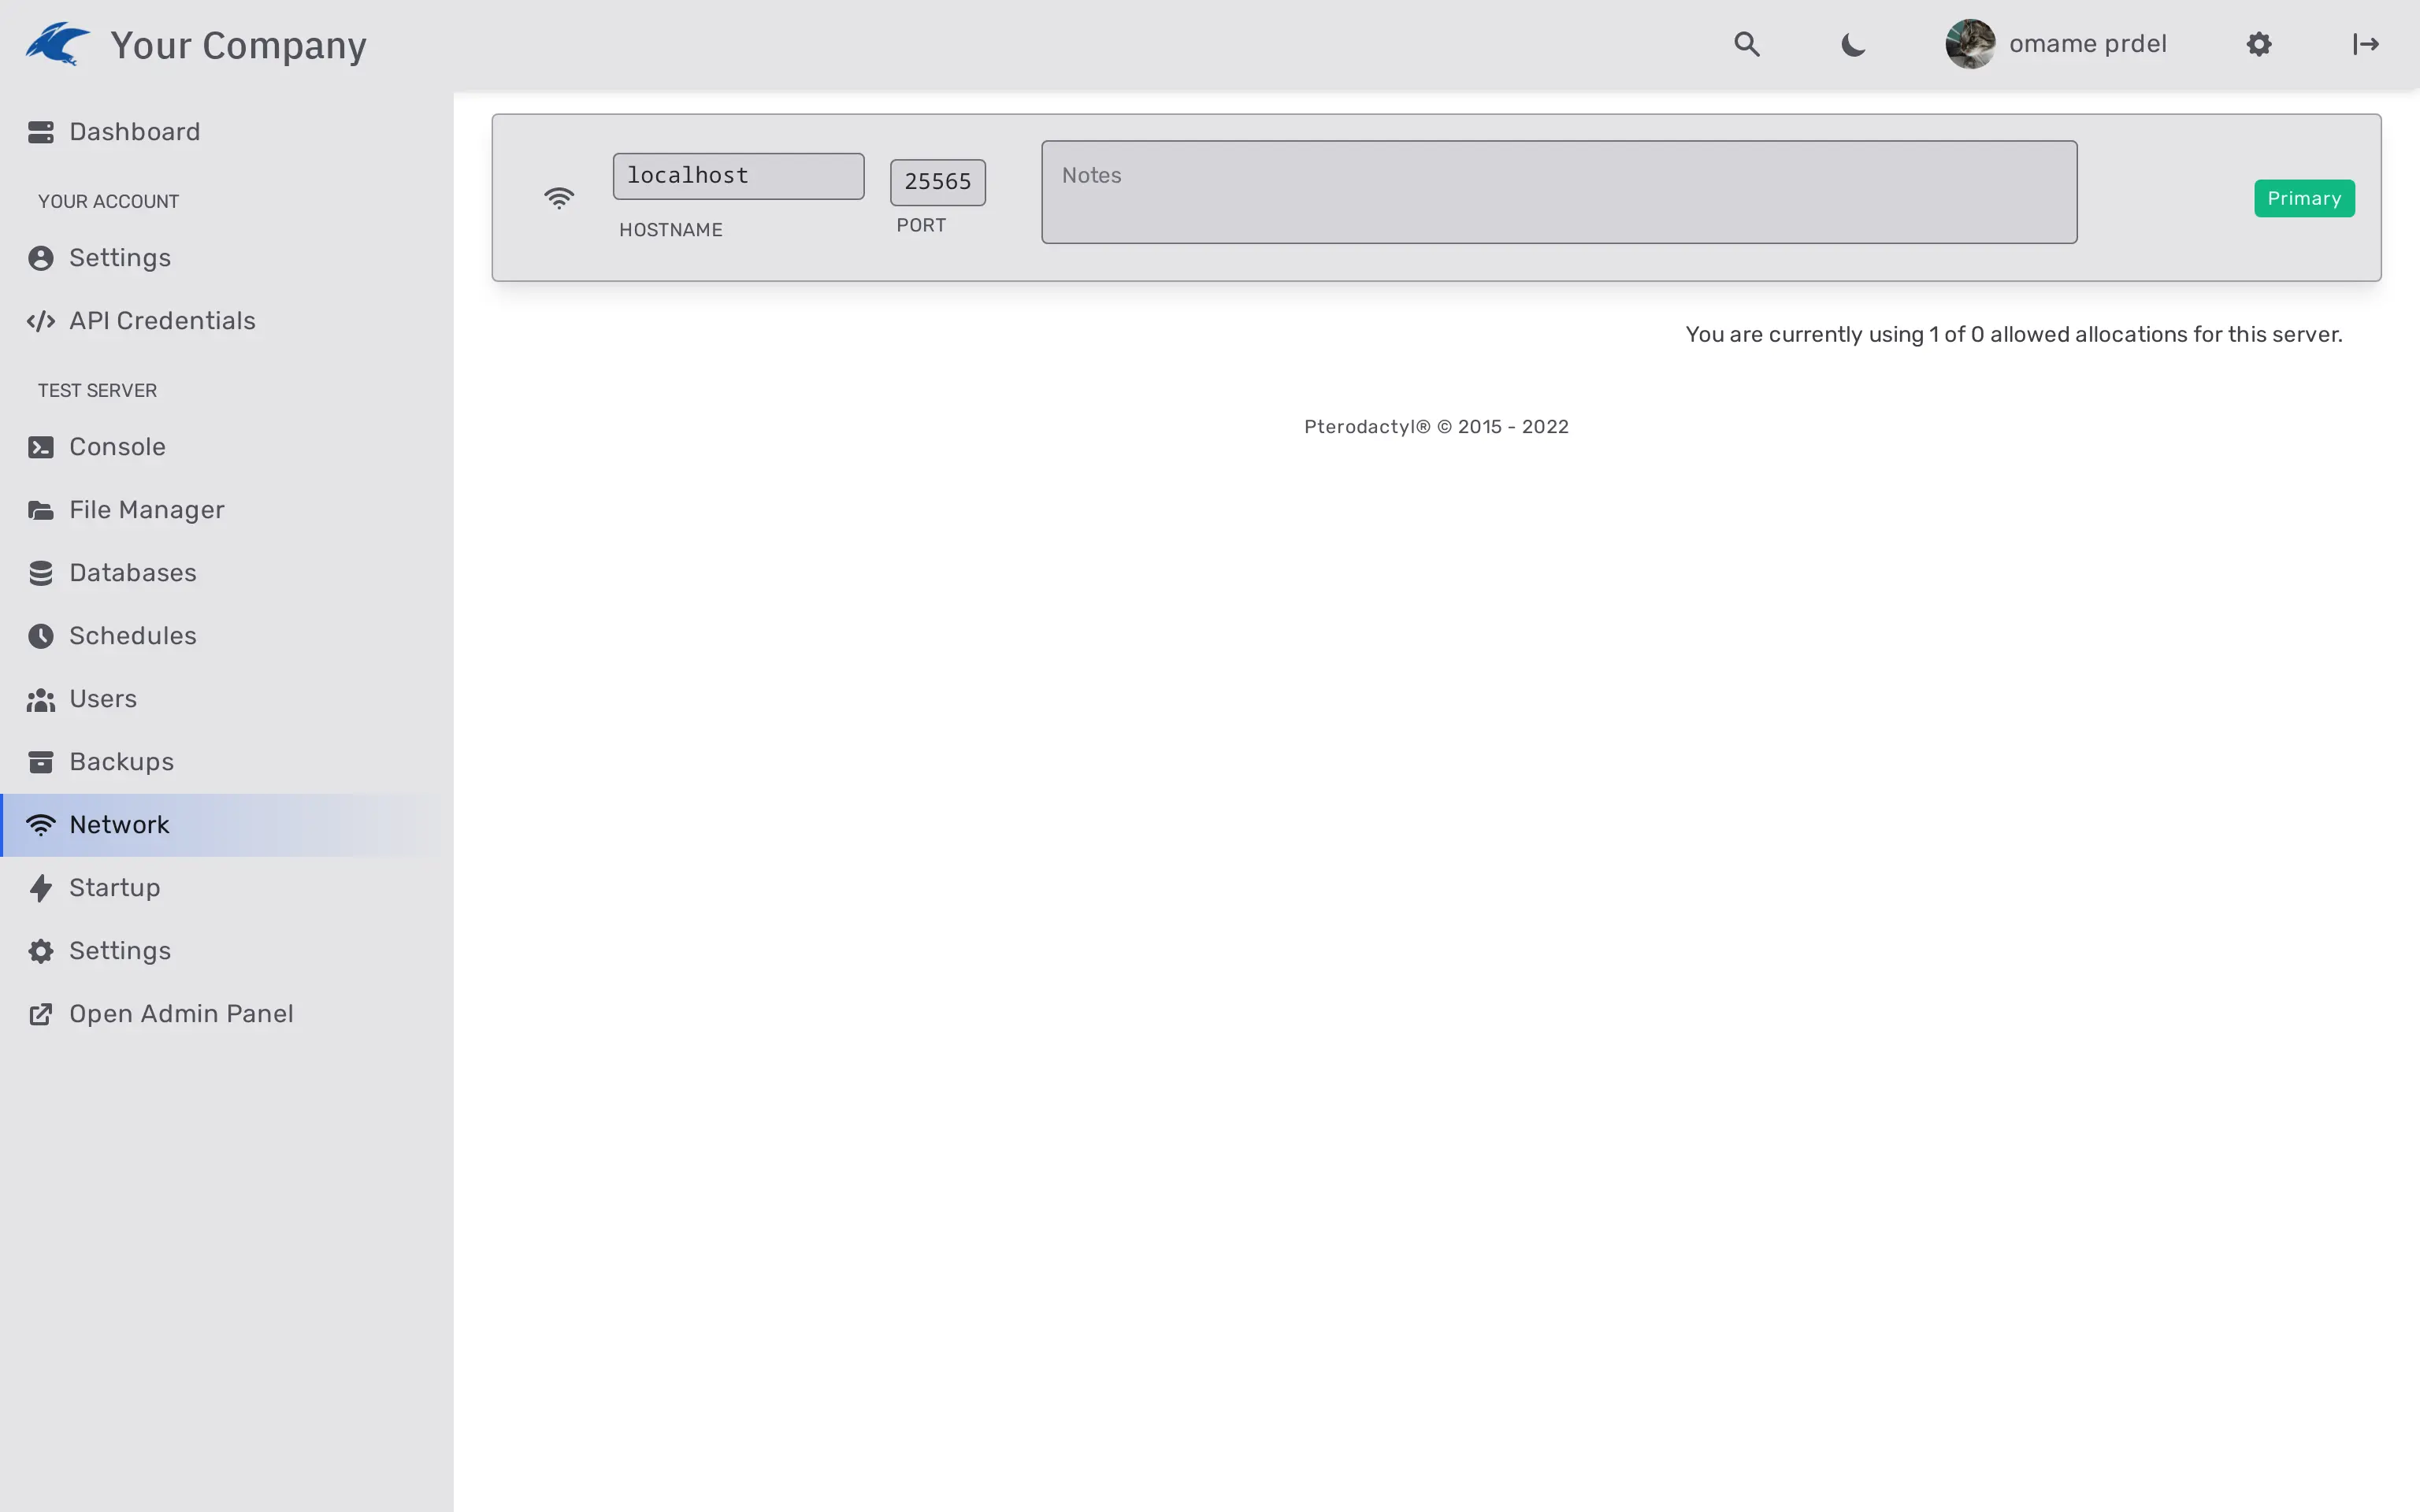 Your Company
omame prdel
Dashboard
YOUR ACCOUNT
Settings
API Credentials
TEST SERVER
Console
File Manager
Databases
Schedules
Users
Backups
Network
Startup
Settings
Open Admin Panel
localhost
HOSTNAME
25565
PORT
Notes
Primary
You are currently using 1 of 0 allowed allocations for this server.
Pterodactyl® © 2015 - 2022